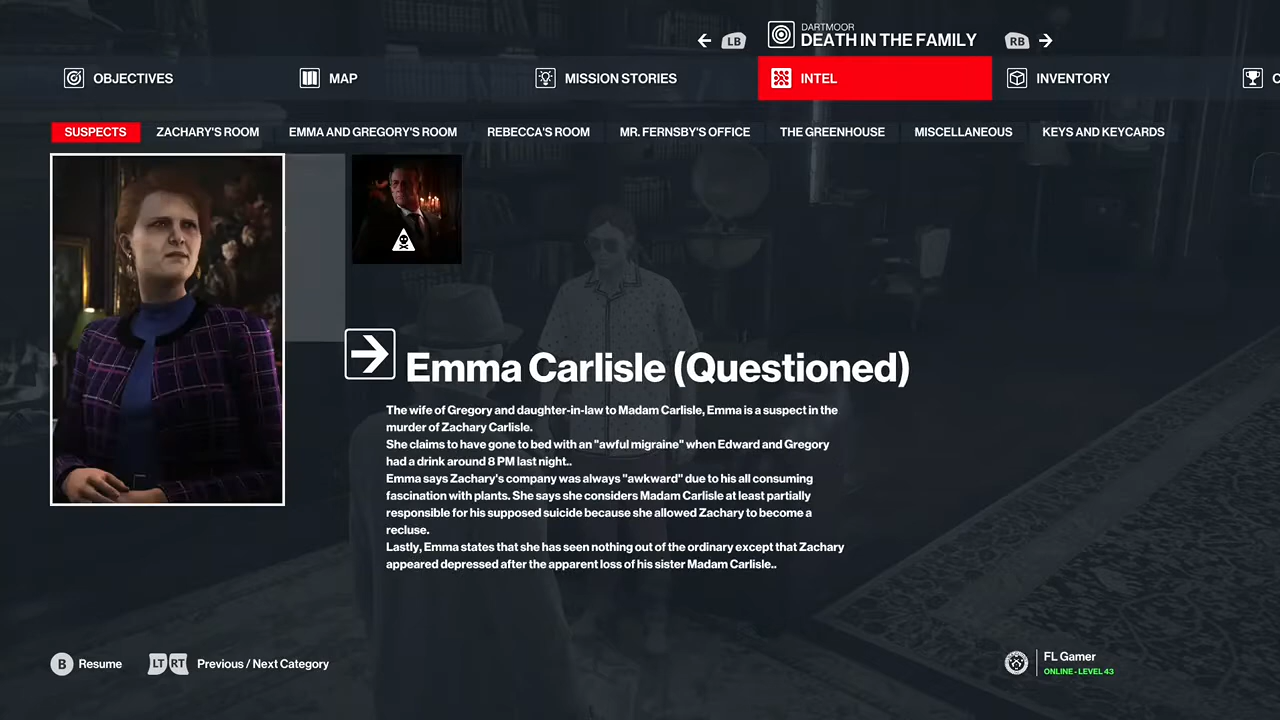 DARTMOOR
LB
DEATH IN THE FAMILY
RB
OBJECTIVES
MAP
MISSION STORIES
INTEL
INVENTORY
C
SUSPECTS
ZACHARY'S ROOM
EMMA AND GREGORY'S ROOM
REBECCA'S ROOM
MR. FERNSBY'S OFFICE
THE GREENHOUSE
MISCELLANEOUS
KEYS AND KEYCARDS
Emma Carlisle (Questioned)
The wife of Gregory and daughter-in-law to Madam Carlisle, Emma is a suspect in the
murder of Zachary Carlisle.
She claims to have gone to bed with an "awful migraine" when Edward and Gregory
had a drink around 8 PM last night..
Emma says Zachary's company was always "awkward" due to his all consuming
fascination with plants. She says she considers Madam Carlisle at least partially
responsible for his supposed suicide because she allowed Zachary to become a
recluse.
Lastly, Emma states that she has seen nothing out of the ordinary except that Zachary
appeared depressed after the apparent loss of his sister Madam Carlisle..
B Resume
LT RT Previous / Next Category
FL Gamer
ONLINE - LEVEL 43